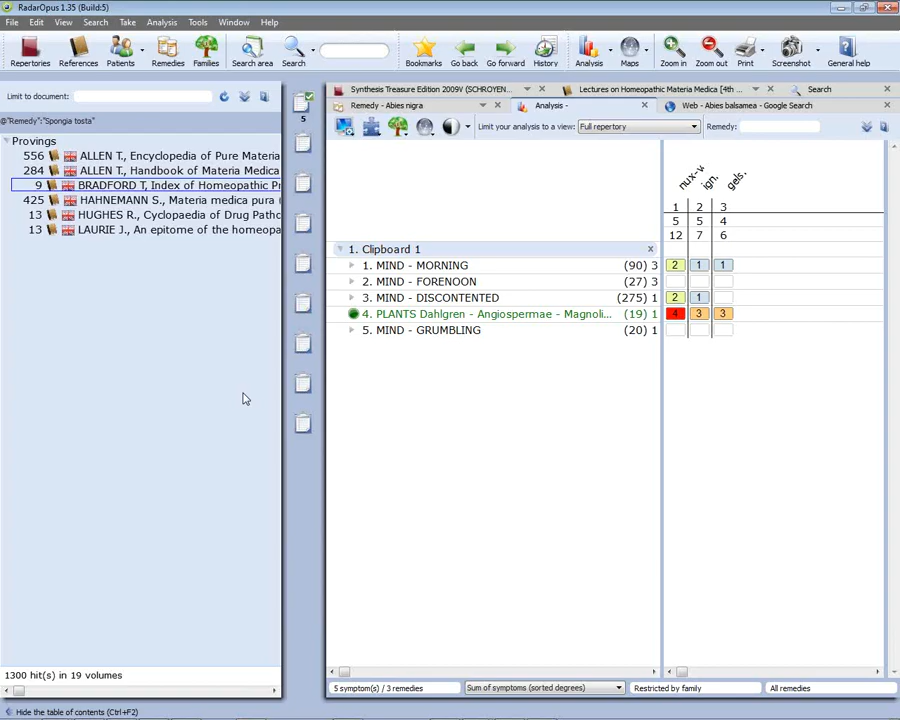 RadarOpus 1.35 (Build:5)
File Edit View Search Take Analysis Tools Window Help
Repertories References Patients Remedies Families Search area Search Bookmarks Go back Go forward History Analysis Maps Zoom in Zoom out Print Screenshot General help
Limit to document:
@"Remedy":"Spongia tosta"
Provings
556 ALLEN T., Encyclopedia of Pure Materia
284 ALLEN T., Handbook of Materia Medica
9 BRADFORD T, Index of Homeopathic Pr
425 HAHNEMANN S., Materia medica pura (
13 HUGHES R., Cyclopaedia of Drug Pathc
13 LAURIE J., An epitome of the homeopa
1300 hit(s) in 19 volumes
Hide the table of contents (Ctrl+F2)
5
Synthesis Treasure Edition 2009V (SCHROYEN... Lectures on Homeopathic Materia Medica [4th ... Search
Remedy - Abies nigra Analysis - Web - Abies balsamea - Google Search
Limit your analysis to a view: Full repertory Remedy:
nux-v ign. gels.
1 2 3
5 5 4
12 7 6
1. Clipboard 1 x
1. MIND - MORNING (90) 3 2 1 1
2. MIND - FORENOON (27) 3
3. MIND - DISCONTENTED (275) 1 2 1
4. PLANTS Dahlgren - Angiospermae - Magnoli... (19) 1 4 3 3
5. MIND - GRUMBLING (20) 1
5 symptom(s) / 3 remedies Sum of symptoms (sorted degrees) Restricted by family All remedies